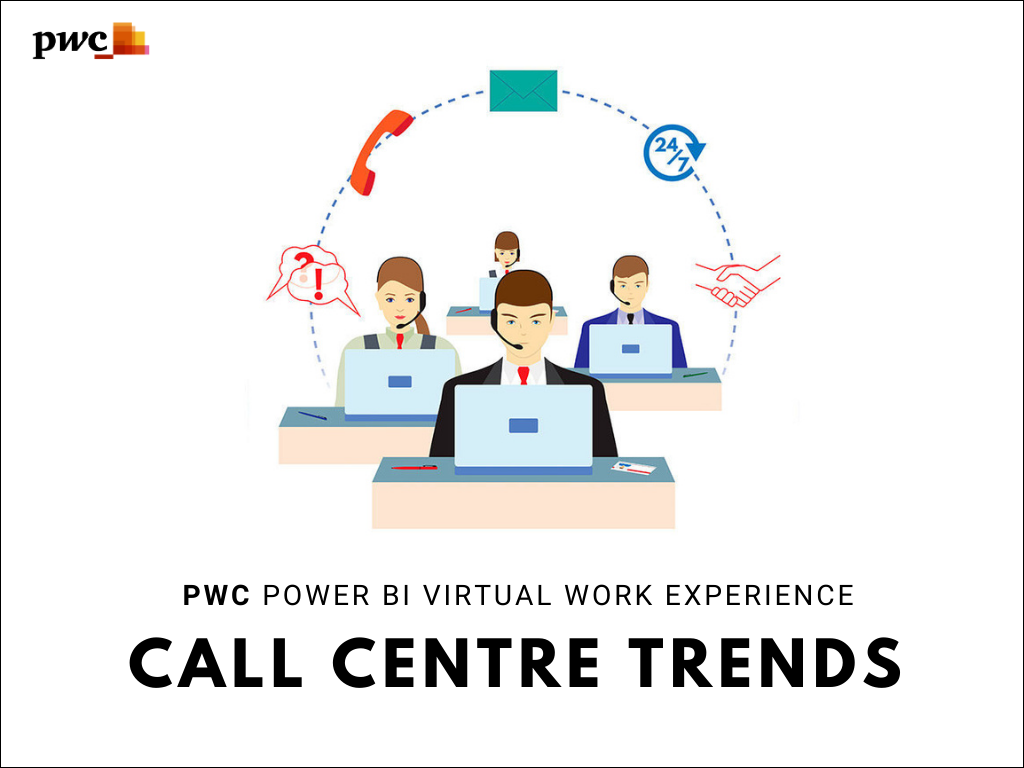 pwc
24/7
?
!
PWC POWER BI VIRTUAL WORK EXPERIENCE
CALL CENTRE TRENDS